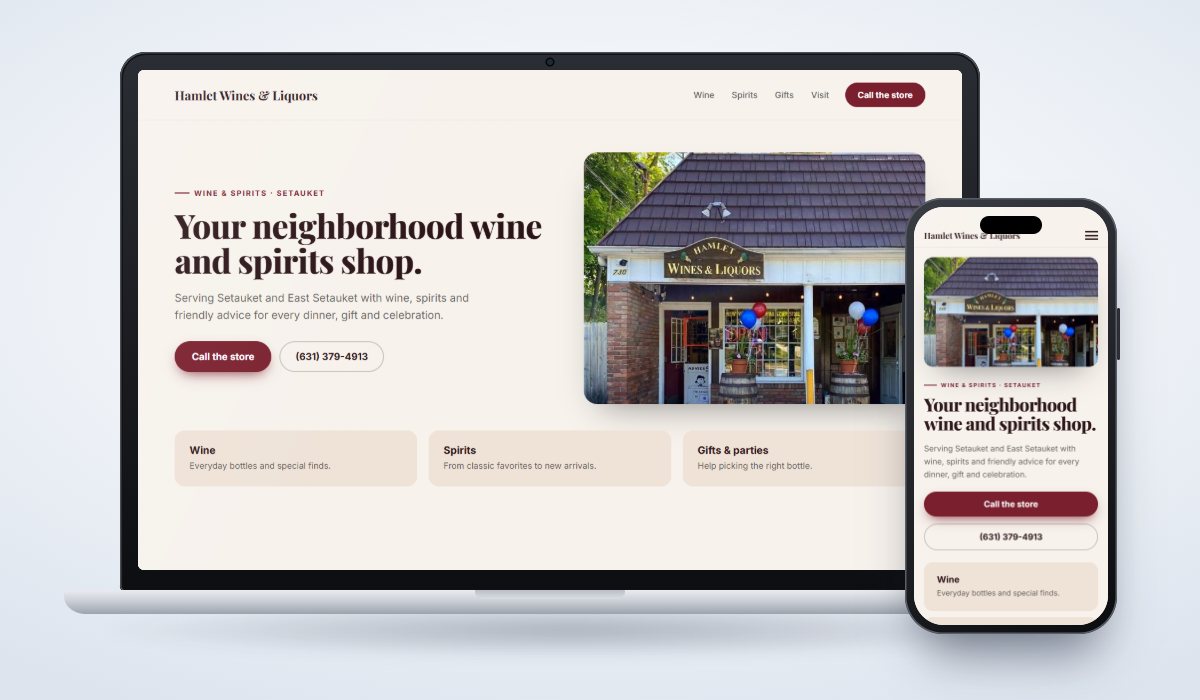 Hamlet Wines & Liquors
Wine Spirits Gifts Visit Call the store
WINE & SPIRITS · SETAUKET
Your neighborhood wine
and spirits shop.
Serving Setauket and East Setauket with wine, spirits and
friendly advice for every dinner, gift and celebration.
Call the store (631) 379-4913
HAMLET
WINES & LIQUORS
730
Wine
Everyday bottles and special finds.
Spirits
From classic favorites to new arrivals.
Gifts & parties
Help picking the right bottle.
Hamlet Wines & Liquors
HAMLET
WINES & LIQUORS
WINE & SPIRITS · SETAUKET
Your neighborhood
wine and spirits shop.
Serving Setauket and East Setauket with
wine, spirits and friendly advice for every
dinner, gift and celebration.
Call the store
(631) 379-4913
Wine
Everyday bottles and special finds.